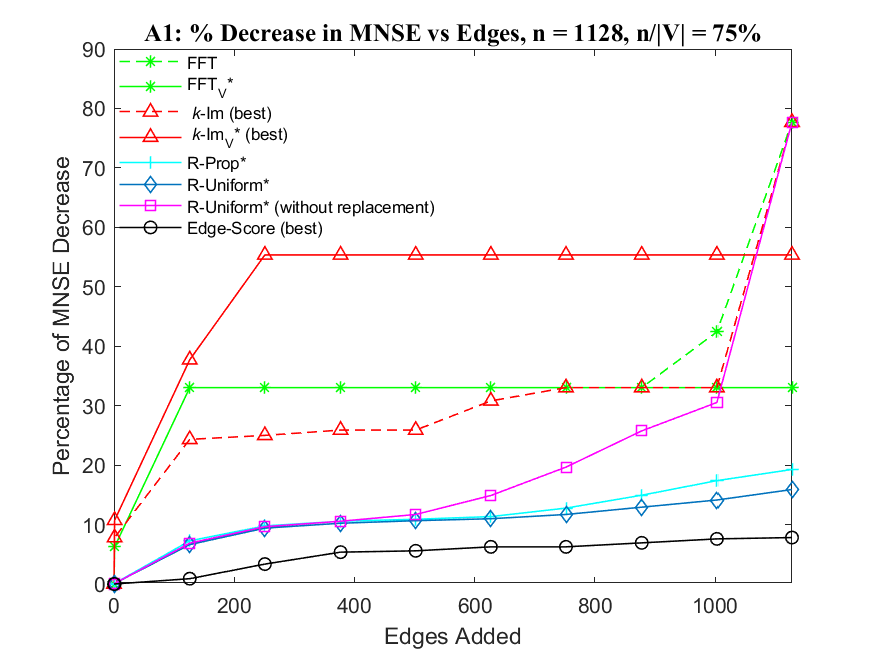 A1: % Decrease in MNSE vs Edges, n = 1128, n/|V| = 75%
90
80
70
60
50
40
30
20
10
0
Percentage of MNSE Decrease
FFT
FFT_V*
k-Im (best)
k-Im_V* (best)
R-Prop*
R-Uniform*
R-Uniform* (without replacement)
Edge-Score (best)
0 200 400 600 800 1000
Edges Added